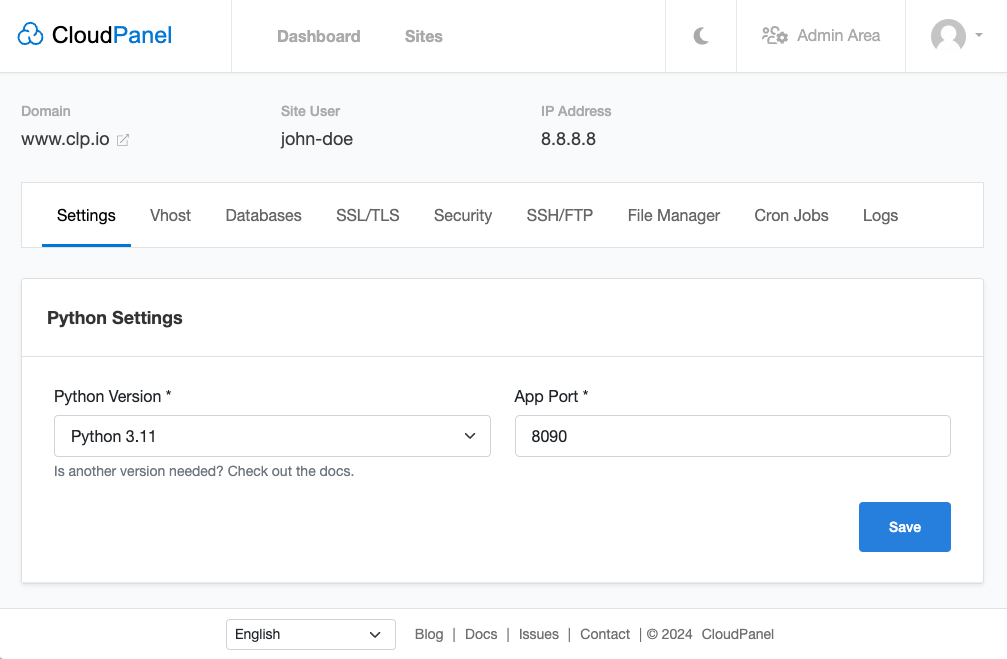 CloudPanel Dashboard Sites Admin Area
Domain Site User IP Address
www.clp.io john-doe 8.8.8.8
Settings Vhost Databases SSL/TLS Security SSH/FTP File Manager Cron Jobs Logs
Python Settings
Python Version * App Port *
Python 3.11 8090
Is another version needed? Check out the docs.
Save
English Blog | Docs | Issues | Contact | © 2024 CloudPanel